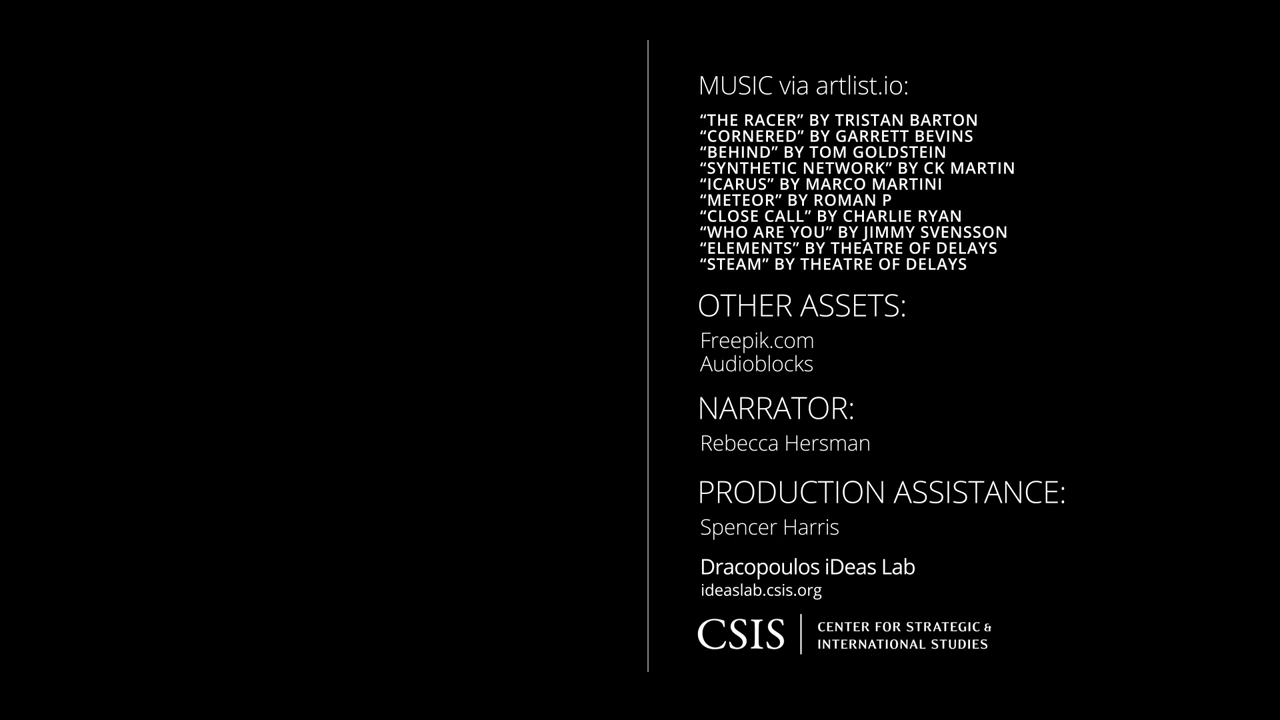 MUSIC via artlist.io:
“THE RACER” BY TRISTAN BARTON
“CORNERED” BY GARRETT BEVINS
“BEHIND” BY TOM GOLDSTEIN
“SYNTHETIC NETWORK” BY CK MARTIN
“ICARUS” BY MARCO MARTINI
“METEOR” BY ROMAN P
“CLOSE CALL” BY CHARLIE RYAN
“WHO ARE YOU” BY JIMMY SVENSSON
“ELEMENTS” BY THEATRE OF DELAYS
“STEAM” BY THEATRE OF DELAYS
OTHER ASSETS:
Freepik.com
Audioblocks
NARRATOR:
Rebecca Hersman
PRODUCTION ASSISTANCE:
Spencer Harris
Dracopoulos iDeas Lab
ideaslab.csis.org
CSIS
CENTER FOR STRATEGIC &
INTERNATIONAL STUDIES